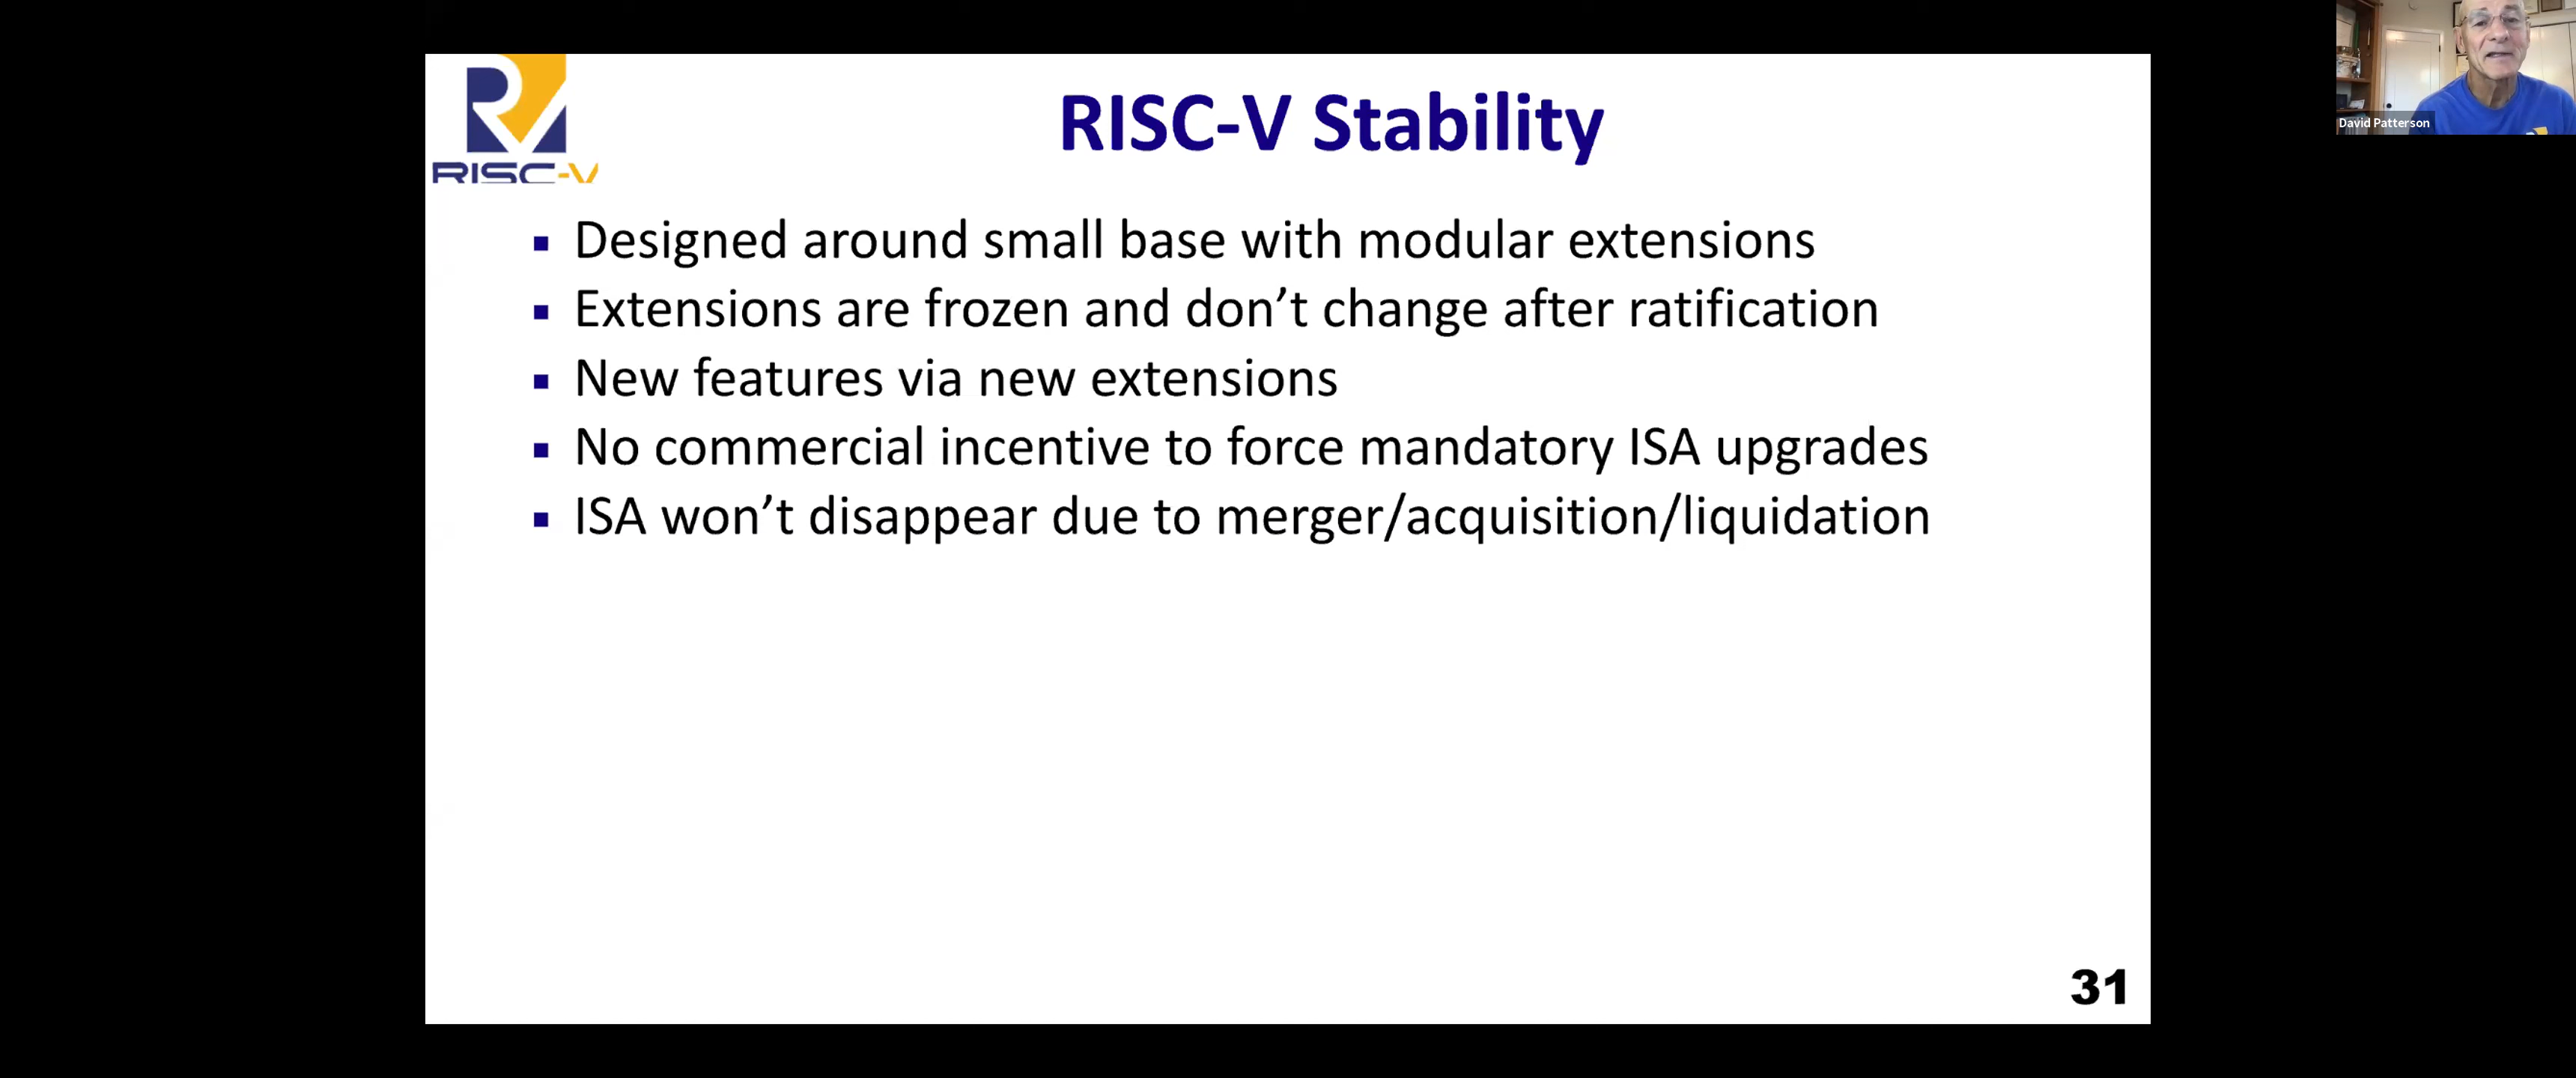 RISC-V
RISC-V Stability
David Patterson
▪ Designed around small base with modular extensions
▪ Extensions are frozen and don’t change after ratification
▪ New features via new extensions
▪ No commercial incentive to force mandatory ISA upgrades
▪ ISA won’t disappear due to merger/acquisition/liquidation
31